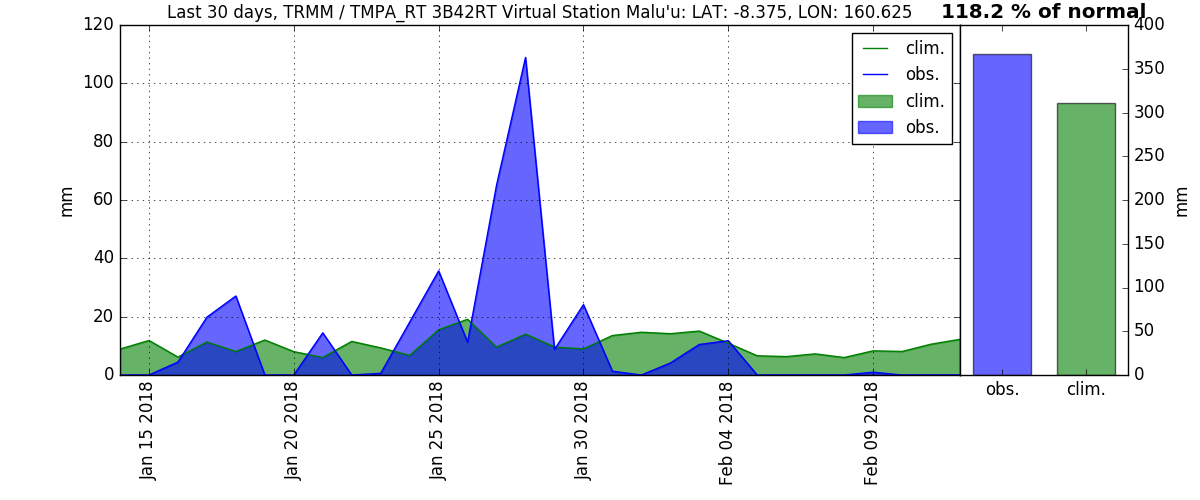 Last 30 days, TRMM / TMPA_RT 3B42RT Virtual Station Malu'u: LAT: -8.375, LON: 160.625
118.2 % of normal
120
100
80
60
40
20
0
mm
clim.
obs.
clim.
obs.
400
350
300
250
200
150
100
50
0
mm
obs.
clim.
Jan 15 2018
Jan 20 2018
Jan 25 2018
Jan 30 2018
Feb 04 2018
Feb 09 2018